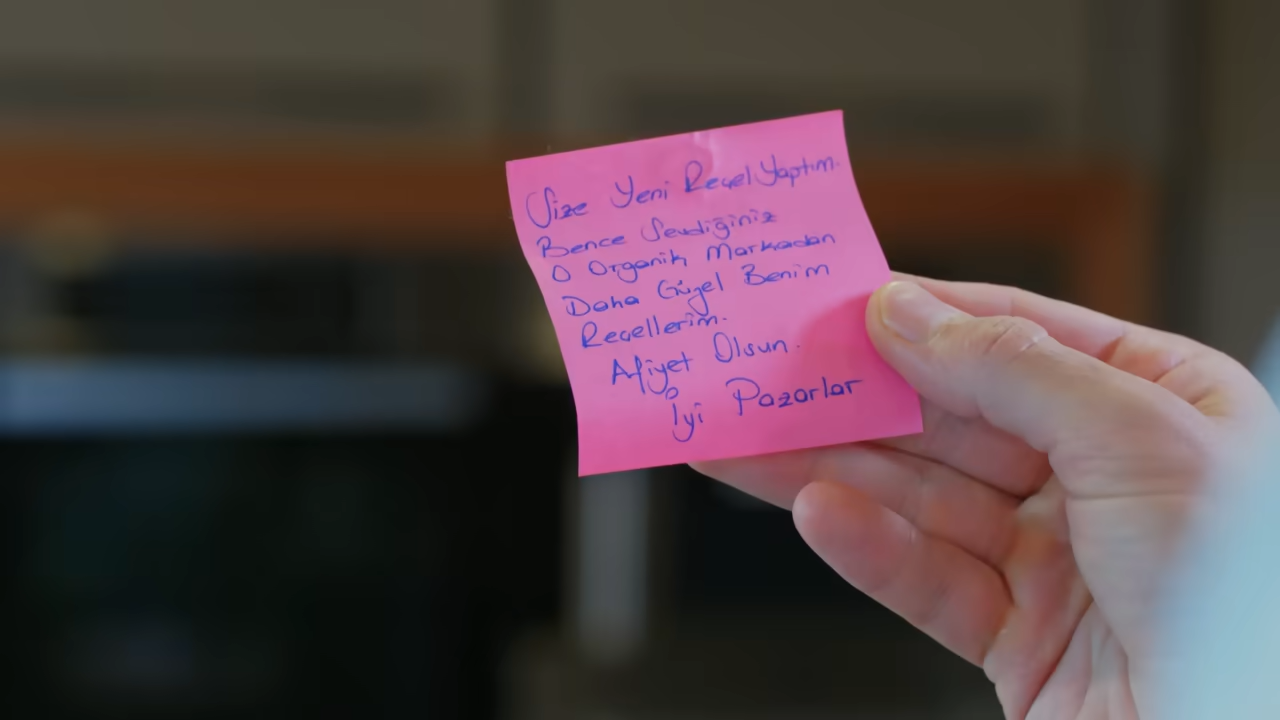 Size Yeni Reçel Yaptım.
Bence Sevdiğiniz
O Organik Markadan
Daha Güzel Benim
Reçellerim.
Afiyet Olsun.
İyi Pazarlar